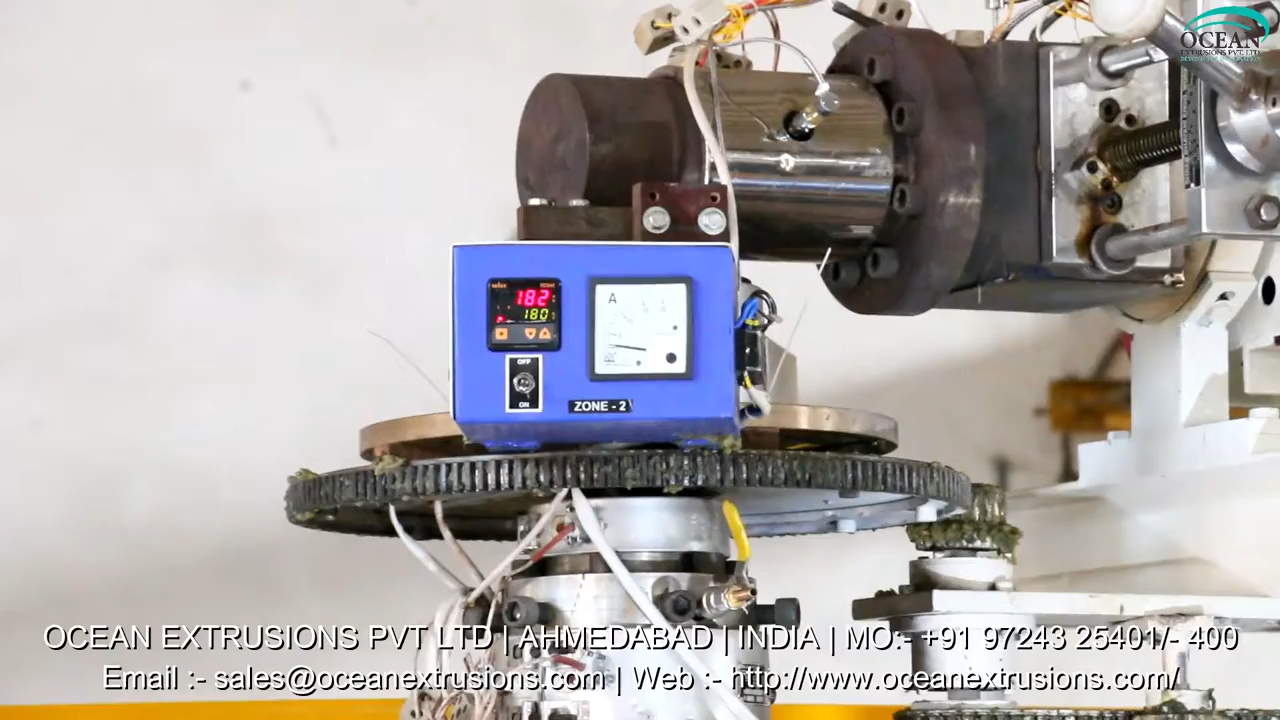 OCEAN
EXTRUSIONS PVT. LTD.
selec
182
180
A
OFF
ON
ZONE - 2
OCEAN EXTRUSIONS PVT LTD | AHMEDABAD | INDIA | MO:- +91 97243 25401/- 400
Email :- sales@oceanextrusions.com | Web :- http://www.oceanextrusions.com/